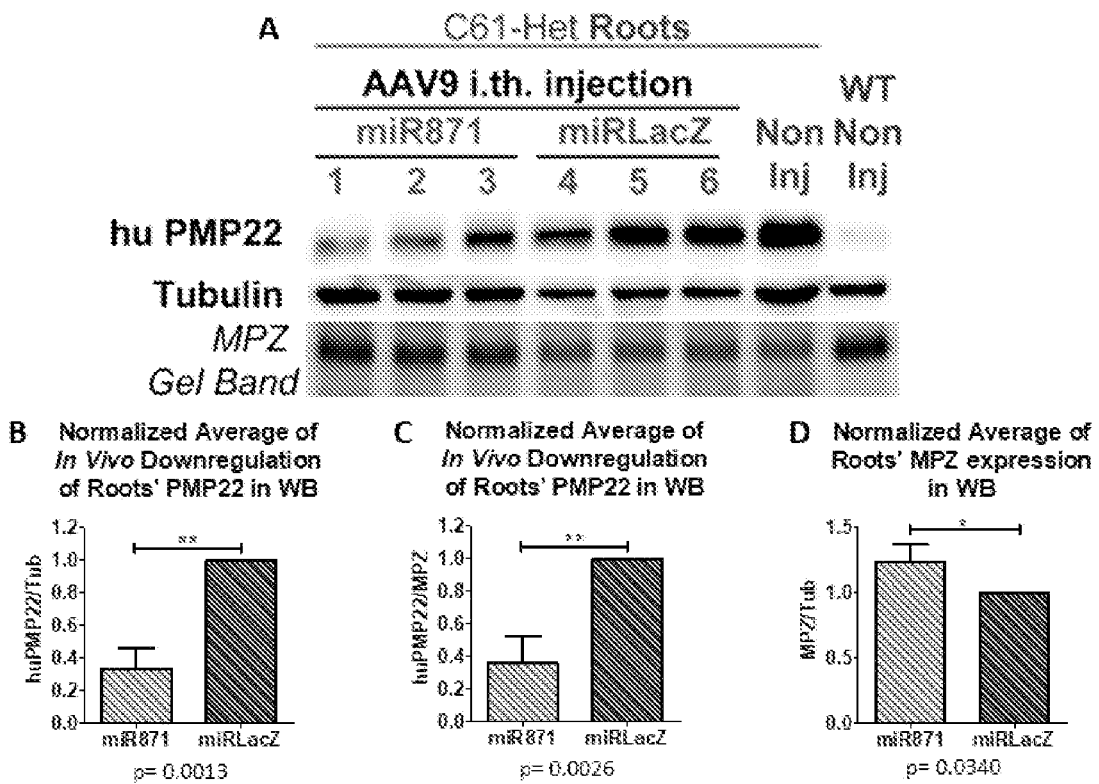 A
C61-Het Roots
AAV9 i.th. injection
WT
miR871 miRLacZ Non Non
1 2 3 4 5 6 Inj Inj
hu PMP22
Tubulin
MPZ
Gel Band
B Normalized Average of
In Vivo Downregulation
of Roots' PMP22 in WB
huPMP22/Tub
1.2
1.0
0.8
0.6
0.4
0.2
0.0
**
miR871 miRLacZ
p= 0.0013
C Normalized Average of
In Vivo Downregulation
of Roots' PMP22 in WB
huPMP22/MPZ
1.2
1.0
0.8
0.6
0.4
0.2
0.0
**
miR871 miRLacZ
p= 0.0026
D Normalized Average of
Roots' MPZ expression
in WB
MPZ/Tub
1.5
1.0
0.5
0.0
*
miR871 miRLacZ
p= 0.0340